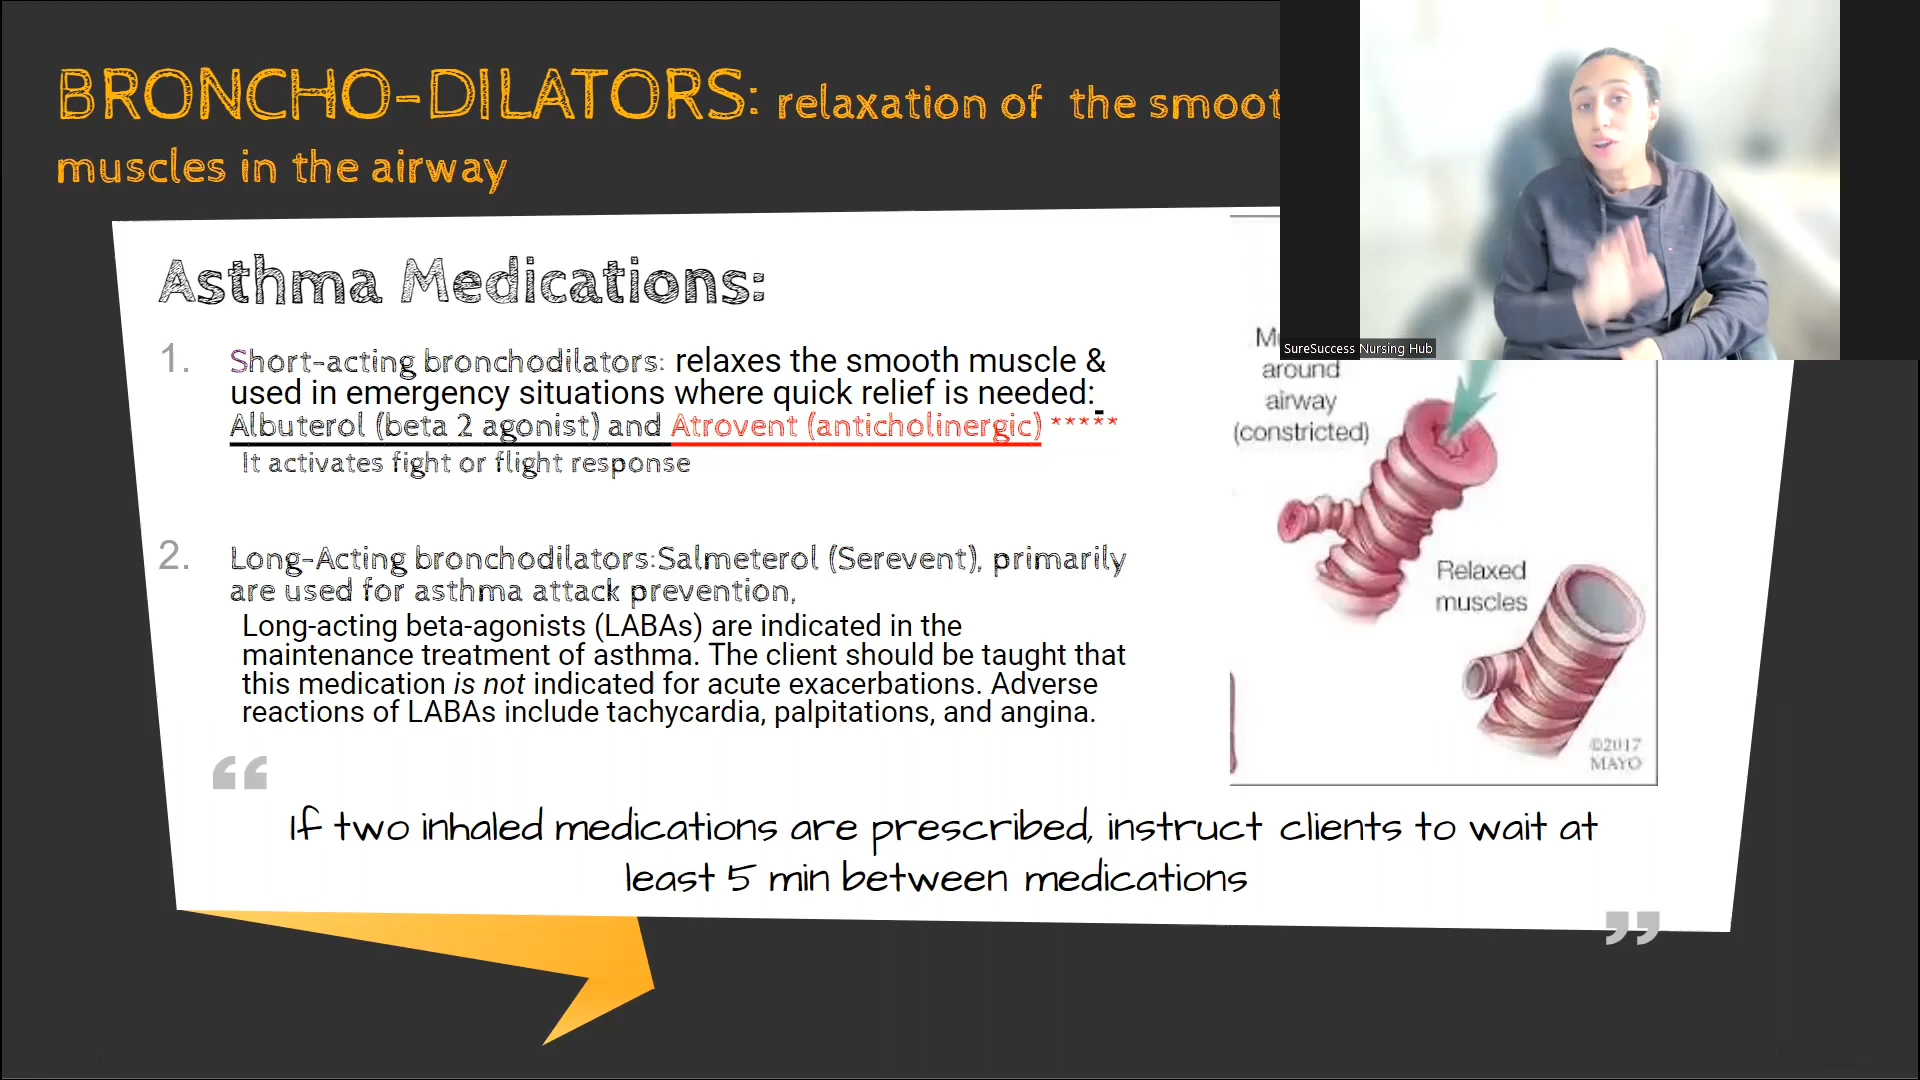 BRONCHO-DILATORS: relaxation of the smoot
muscles in the airway
SureSuccess Nursing Hub
Asthma Medications:
1. Short-acting bronchodilators: relaxes the smooth muscle &
used in emergency situations where quick relief is needed:
Albuterol (beta 2 agonist) and Atrovent (anticholinergic) *****
It activates fight or flight response
2. Long-Acting bronchodilators:Salmeterol (Serevent), primarily
are used for asthma attack prevention,
Long-acting beta-agonists (LABAs) are indicated in the
maintenance treatment of asthma. The client should be taught that
this medication is not indicated for acute exacerbations. Adverse
reactions of LABAs include tachycardia, palpitations, and angina.
around
airway
(constricted)
Relaxed
muscles
©2017
MAYO
“
If two inhaled medications are prescribed, instruct clients to wait at
least 5 min between medications
”